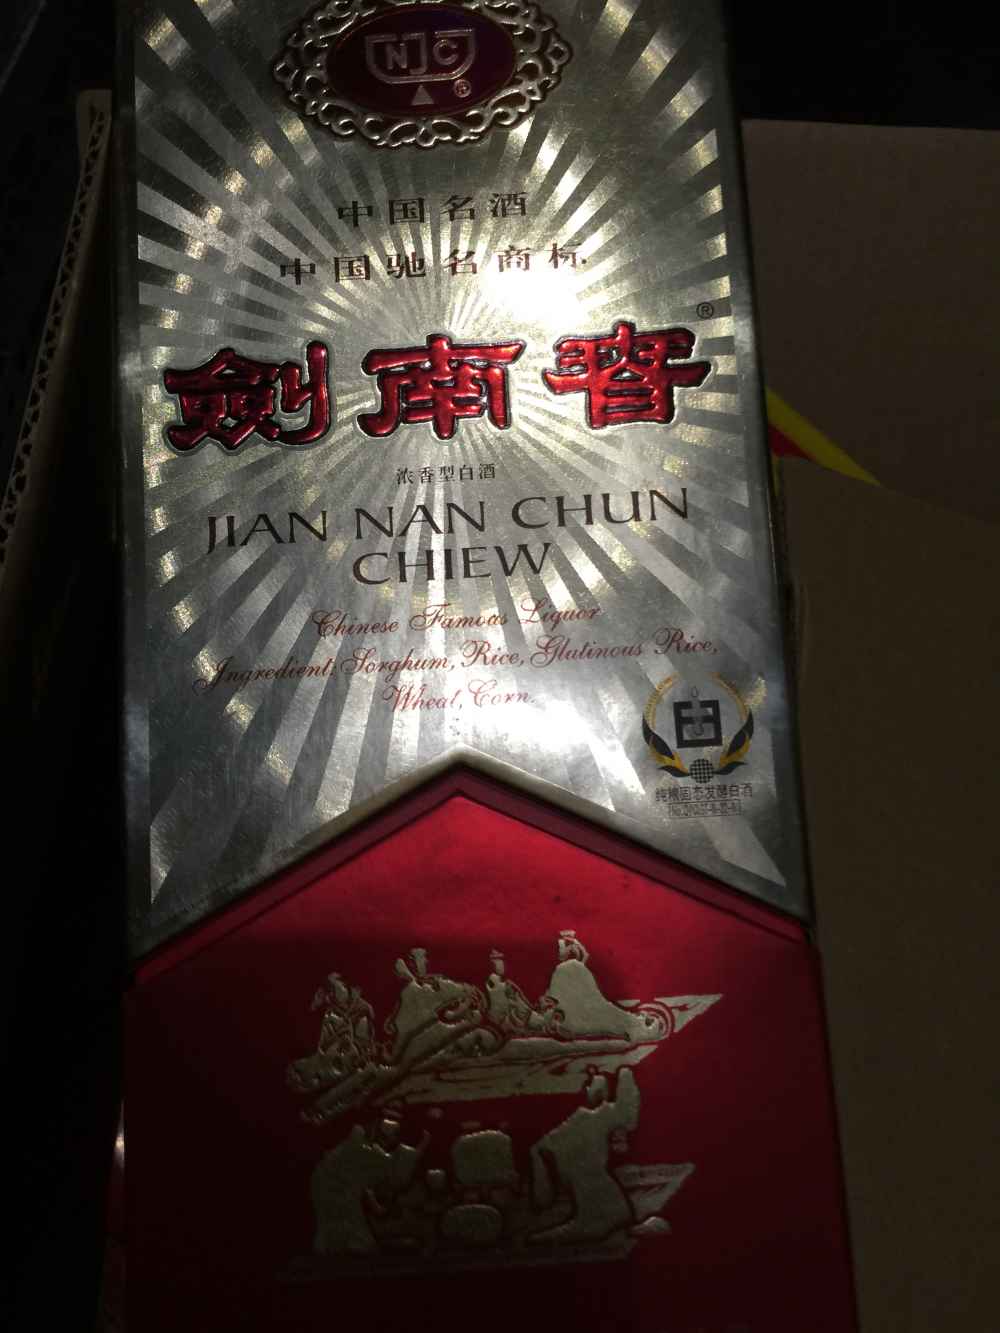 NJC
®
中国名酒
中国驰名商标
®
劍南春
浓香型白酒
JIAN NAN CHUN
CHIEW
Chinese Famous Liquor
Ingredient: Sorghum, Rice, Glutinous Rice,
Wheat, Corn.
纯粮固态发酵白酒